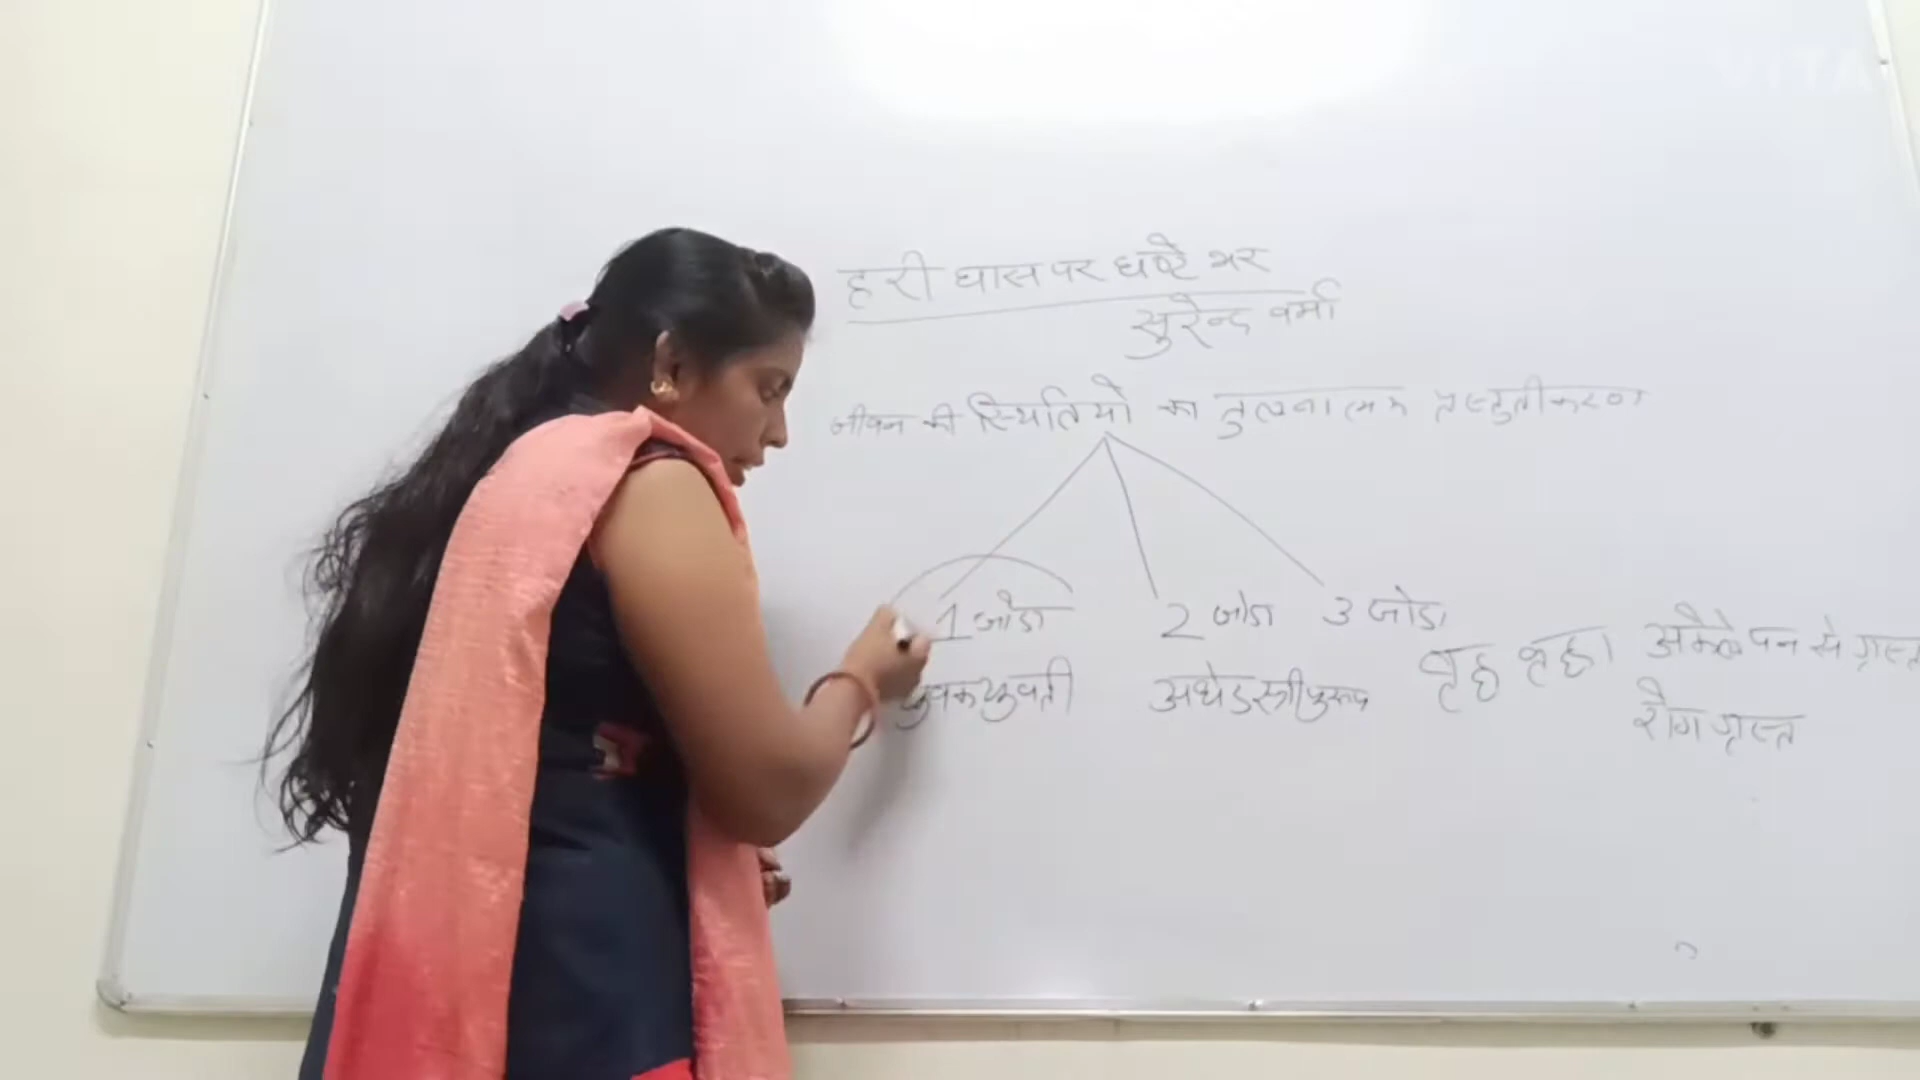 VITA
हरी घास पर घण्टे भर
सुरेन्द्र वर्मा
जीवन की स्थितियों का तुलनात्मक प्रस्तुतीकरण
1 जोडा 2 जोडा 3 जोडा
युवक युवती अधेड स्त्री पुरूष वृद्ध वृद्धा अकेलेपन से ग्रस्त
रोग ग्रस्त